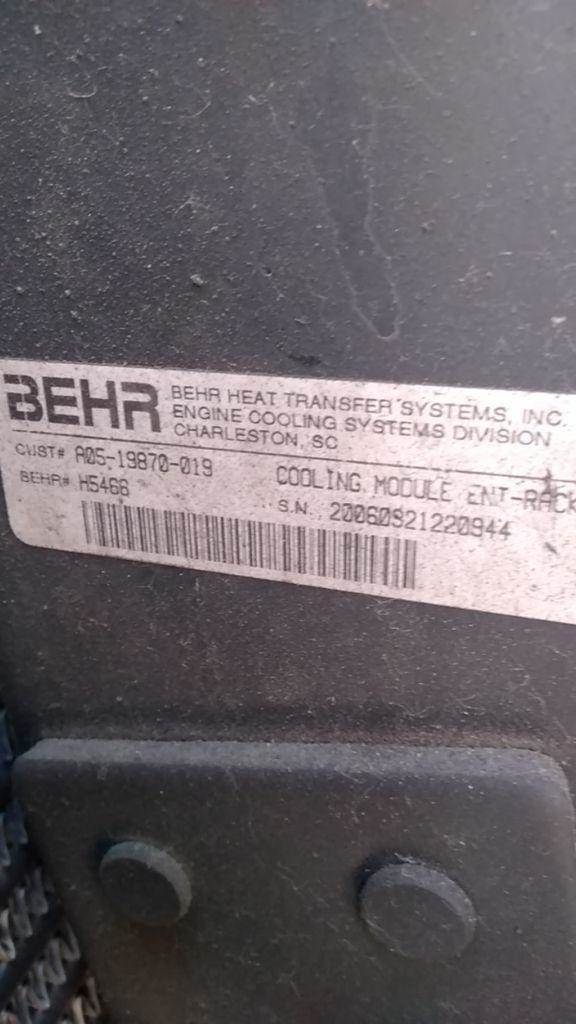 BEHR
BEHR HEAT TRANSFER SYSTEMS, INC.
ENGINE COOLING SYSTEMS DIVISION
CHARLESTON, SC
CUST# A05-19870-019
COOLING MODULE ENT-RACK
BEHR# H5466
S.N. 20060921220944